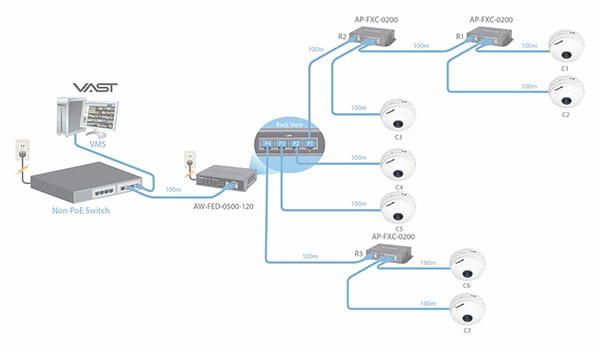 AP-FXC-0200
AP-FXC-0200
R2
R1
100m
100m
100m
C1
100m
100m
C2
VAST
VMS
C3
Back View
P4 P3 P2 P1
100m
C4
100m
Non-PoE Switch
AW-FED-0500-120
100m
C5
AP-FXC-0200
100m
R3
100m
C6
100m
C7